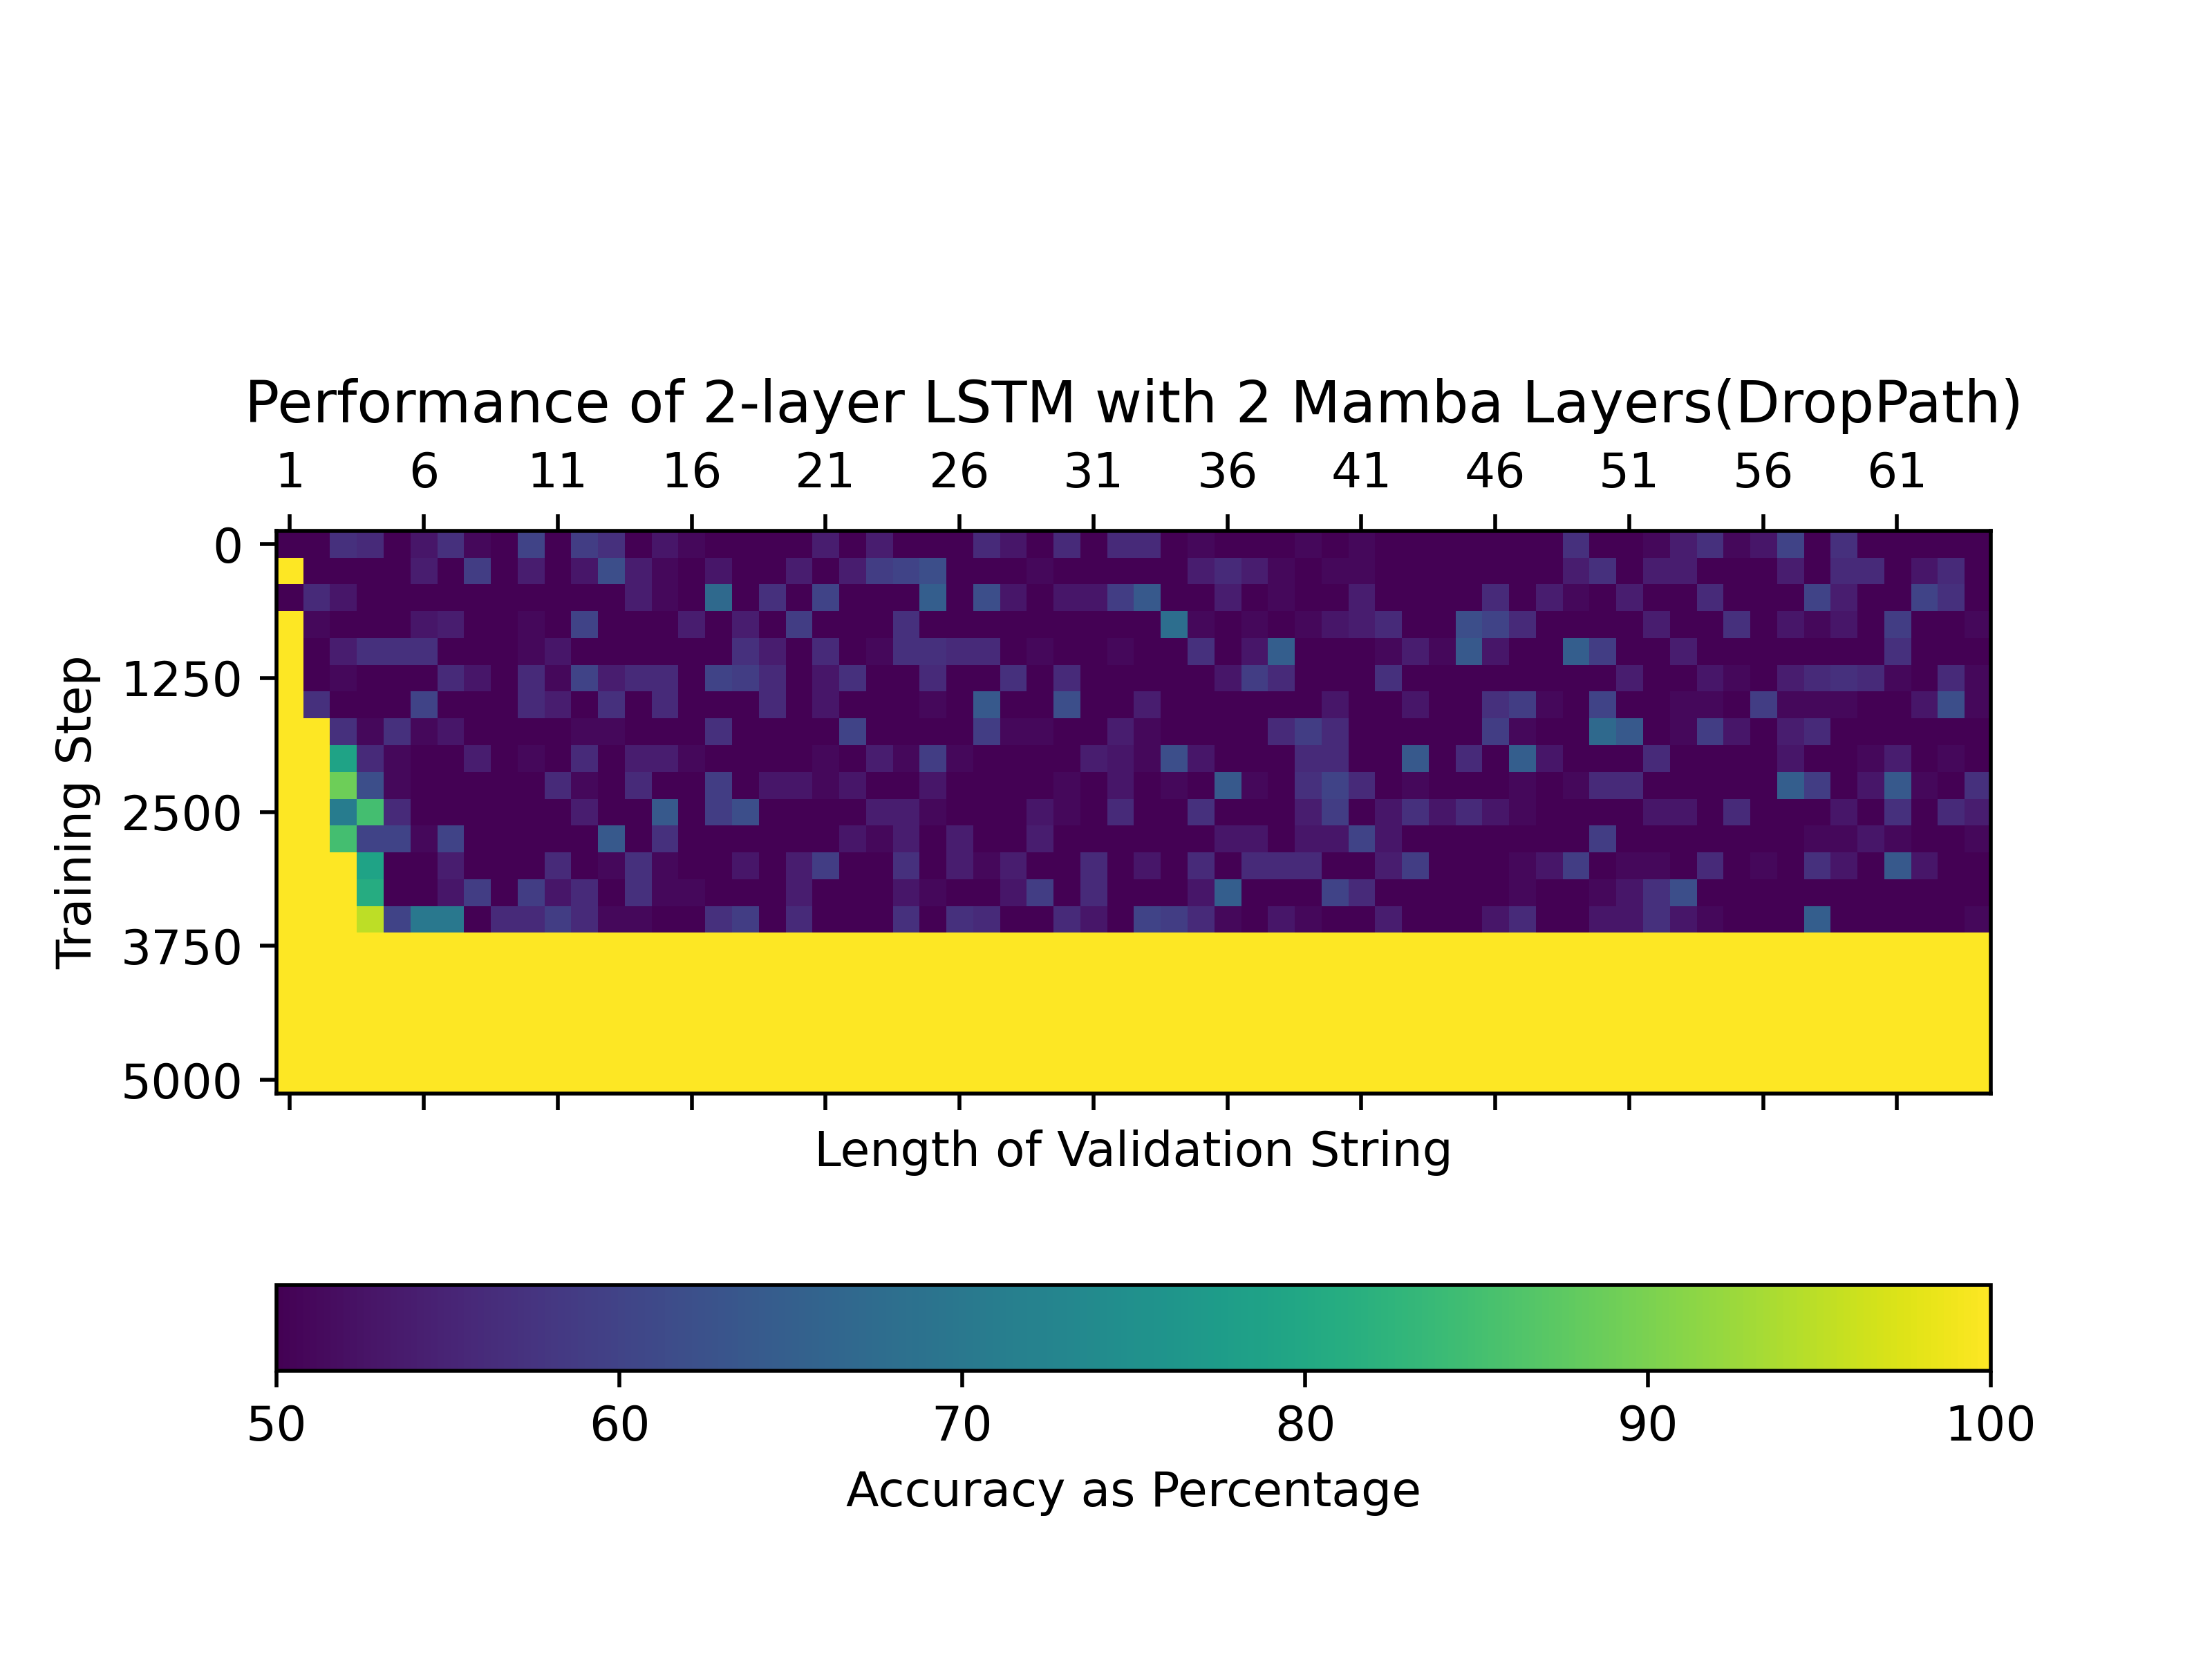 Performance of 2-layer LSTM with 2 Mamba Layers(DropPath)
1 6 11 16 21 26 31 36 41 46 51 56 61
0
1250
2500
3750
5000
Training Step
Length of Validation String
50 60 70 80 90 100
Accuracy as Percentage